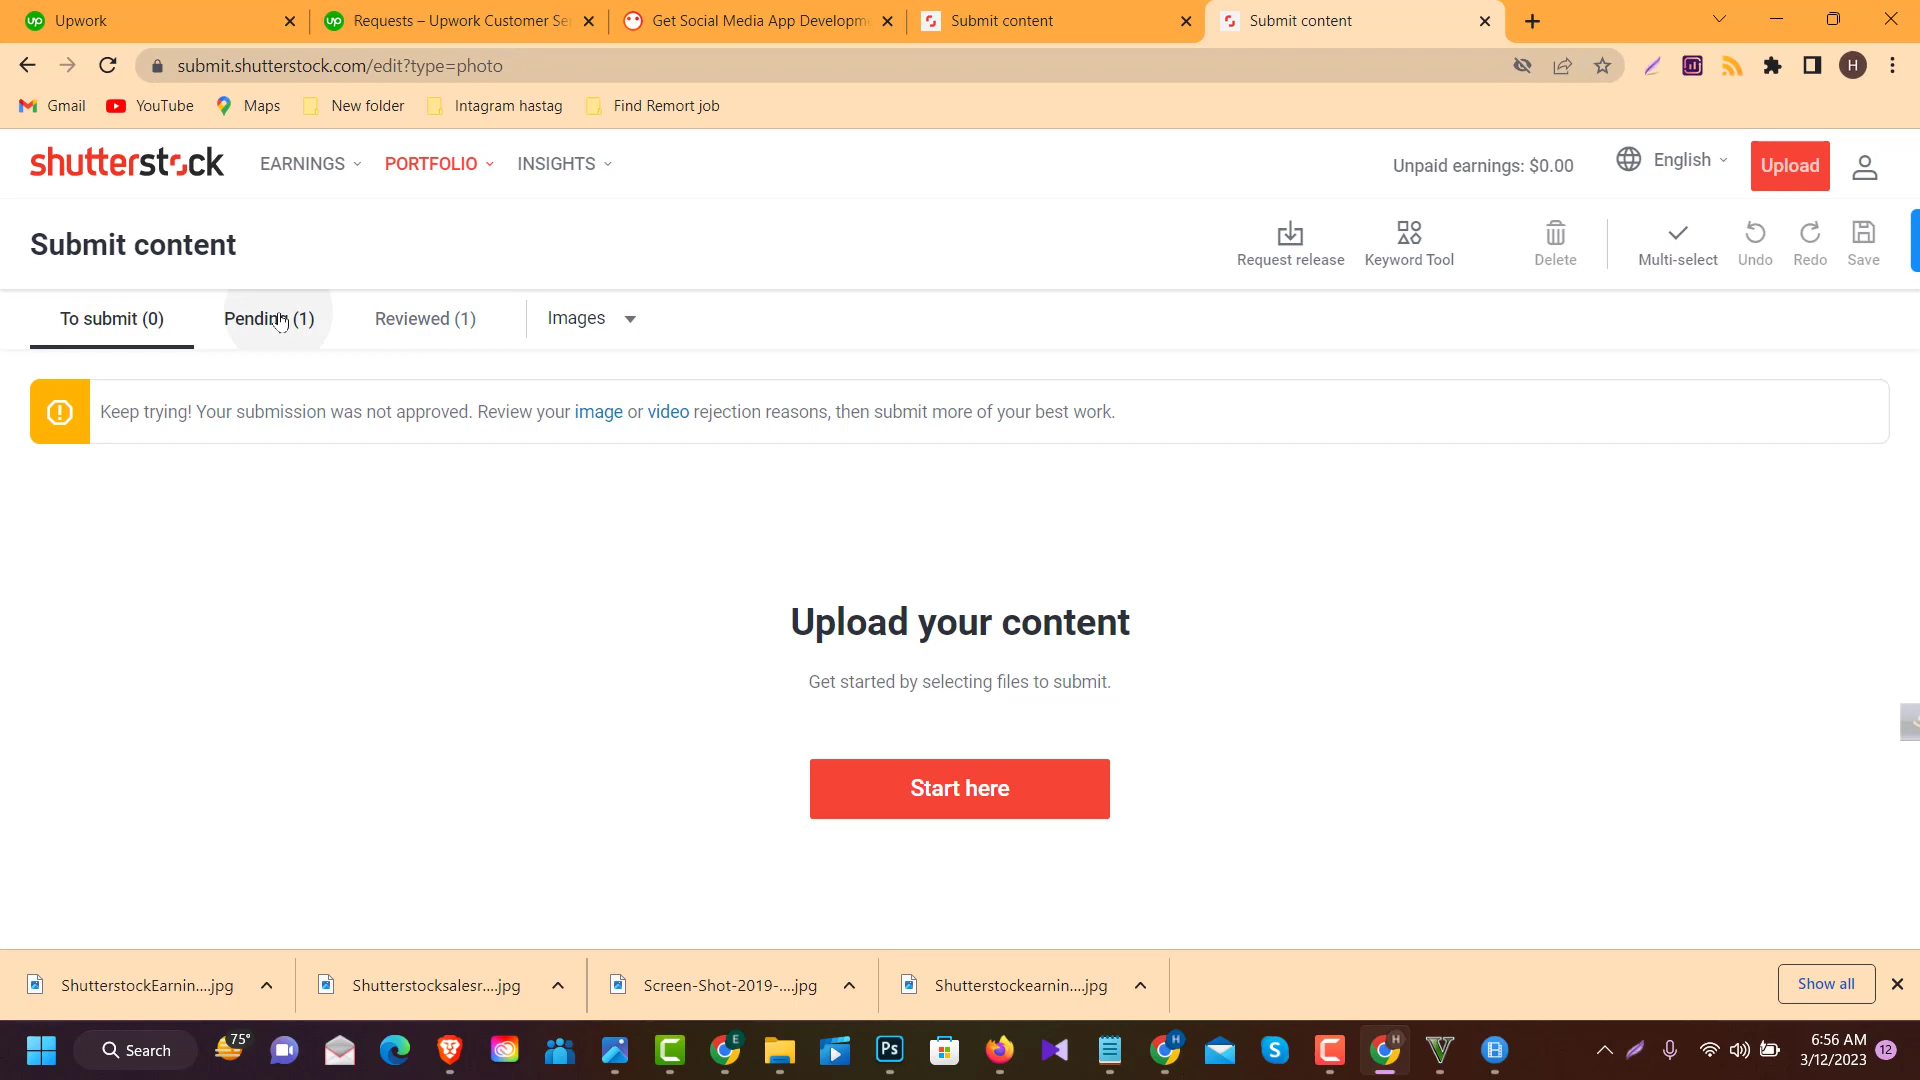 Upwork
Requests – Upwork Customer Se
Get Social Media App Developm
Submit content
Submit content
submit.shutterstock.com/edit?type=photo
H
Gmail
YouTube
Maps
New folder
Intagram hastag
Find Remort job
shutterstock
EARNINGS
PORTFOLIO
INSIGHTS
Unpaid earnings: $0.00
English
Upload
Submit content
Request release
Keyword Tool
Delete
Multi-select
Undo
Redo
Save
To submit (0)
Pending (1)
Reviewed (1)
Images
Keep trying! Your submission was not approved. Review your image or video rejection reasons, then submit more of your best work.
Upload your content
Get started by selecting files to submit.
Start here
ShutterstockEarnin....jpg
Shutterstocksalesr....jpg
Screen-Shot-2019-....jpg
Shutterstockearnin....jpg
Show all
Search
75°
Ps
6:56 AM
3/12/2023
12